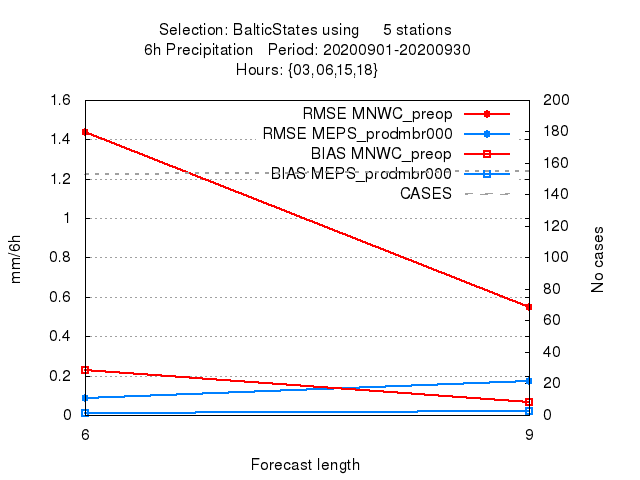 Selection: BalticStates using 5 stations
6h Precipitation Period: 20200901-20200930
Hours: {03,06,15,18}
1.6 200
RMSE MNWC_preop
1.4 180
RMSE MEPS_prodmbr000
BIAS MNWC_preop
160
1.2
BIAS MEPS_prodmbr000
140
CASES
1 120
0.8 100
mm/6h
No cases
80
0.6
60
0.4 40
0.2 20
0 0
6 9
Forecast length